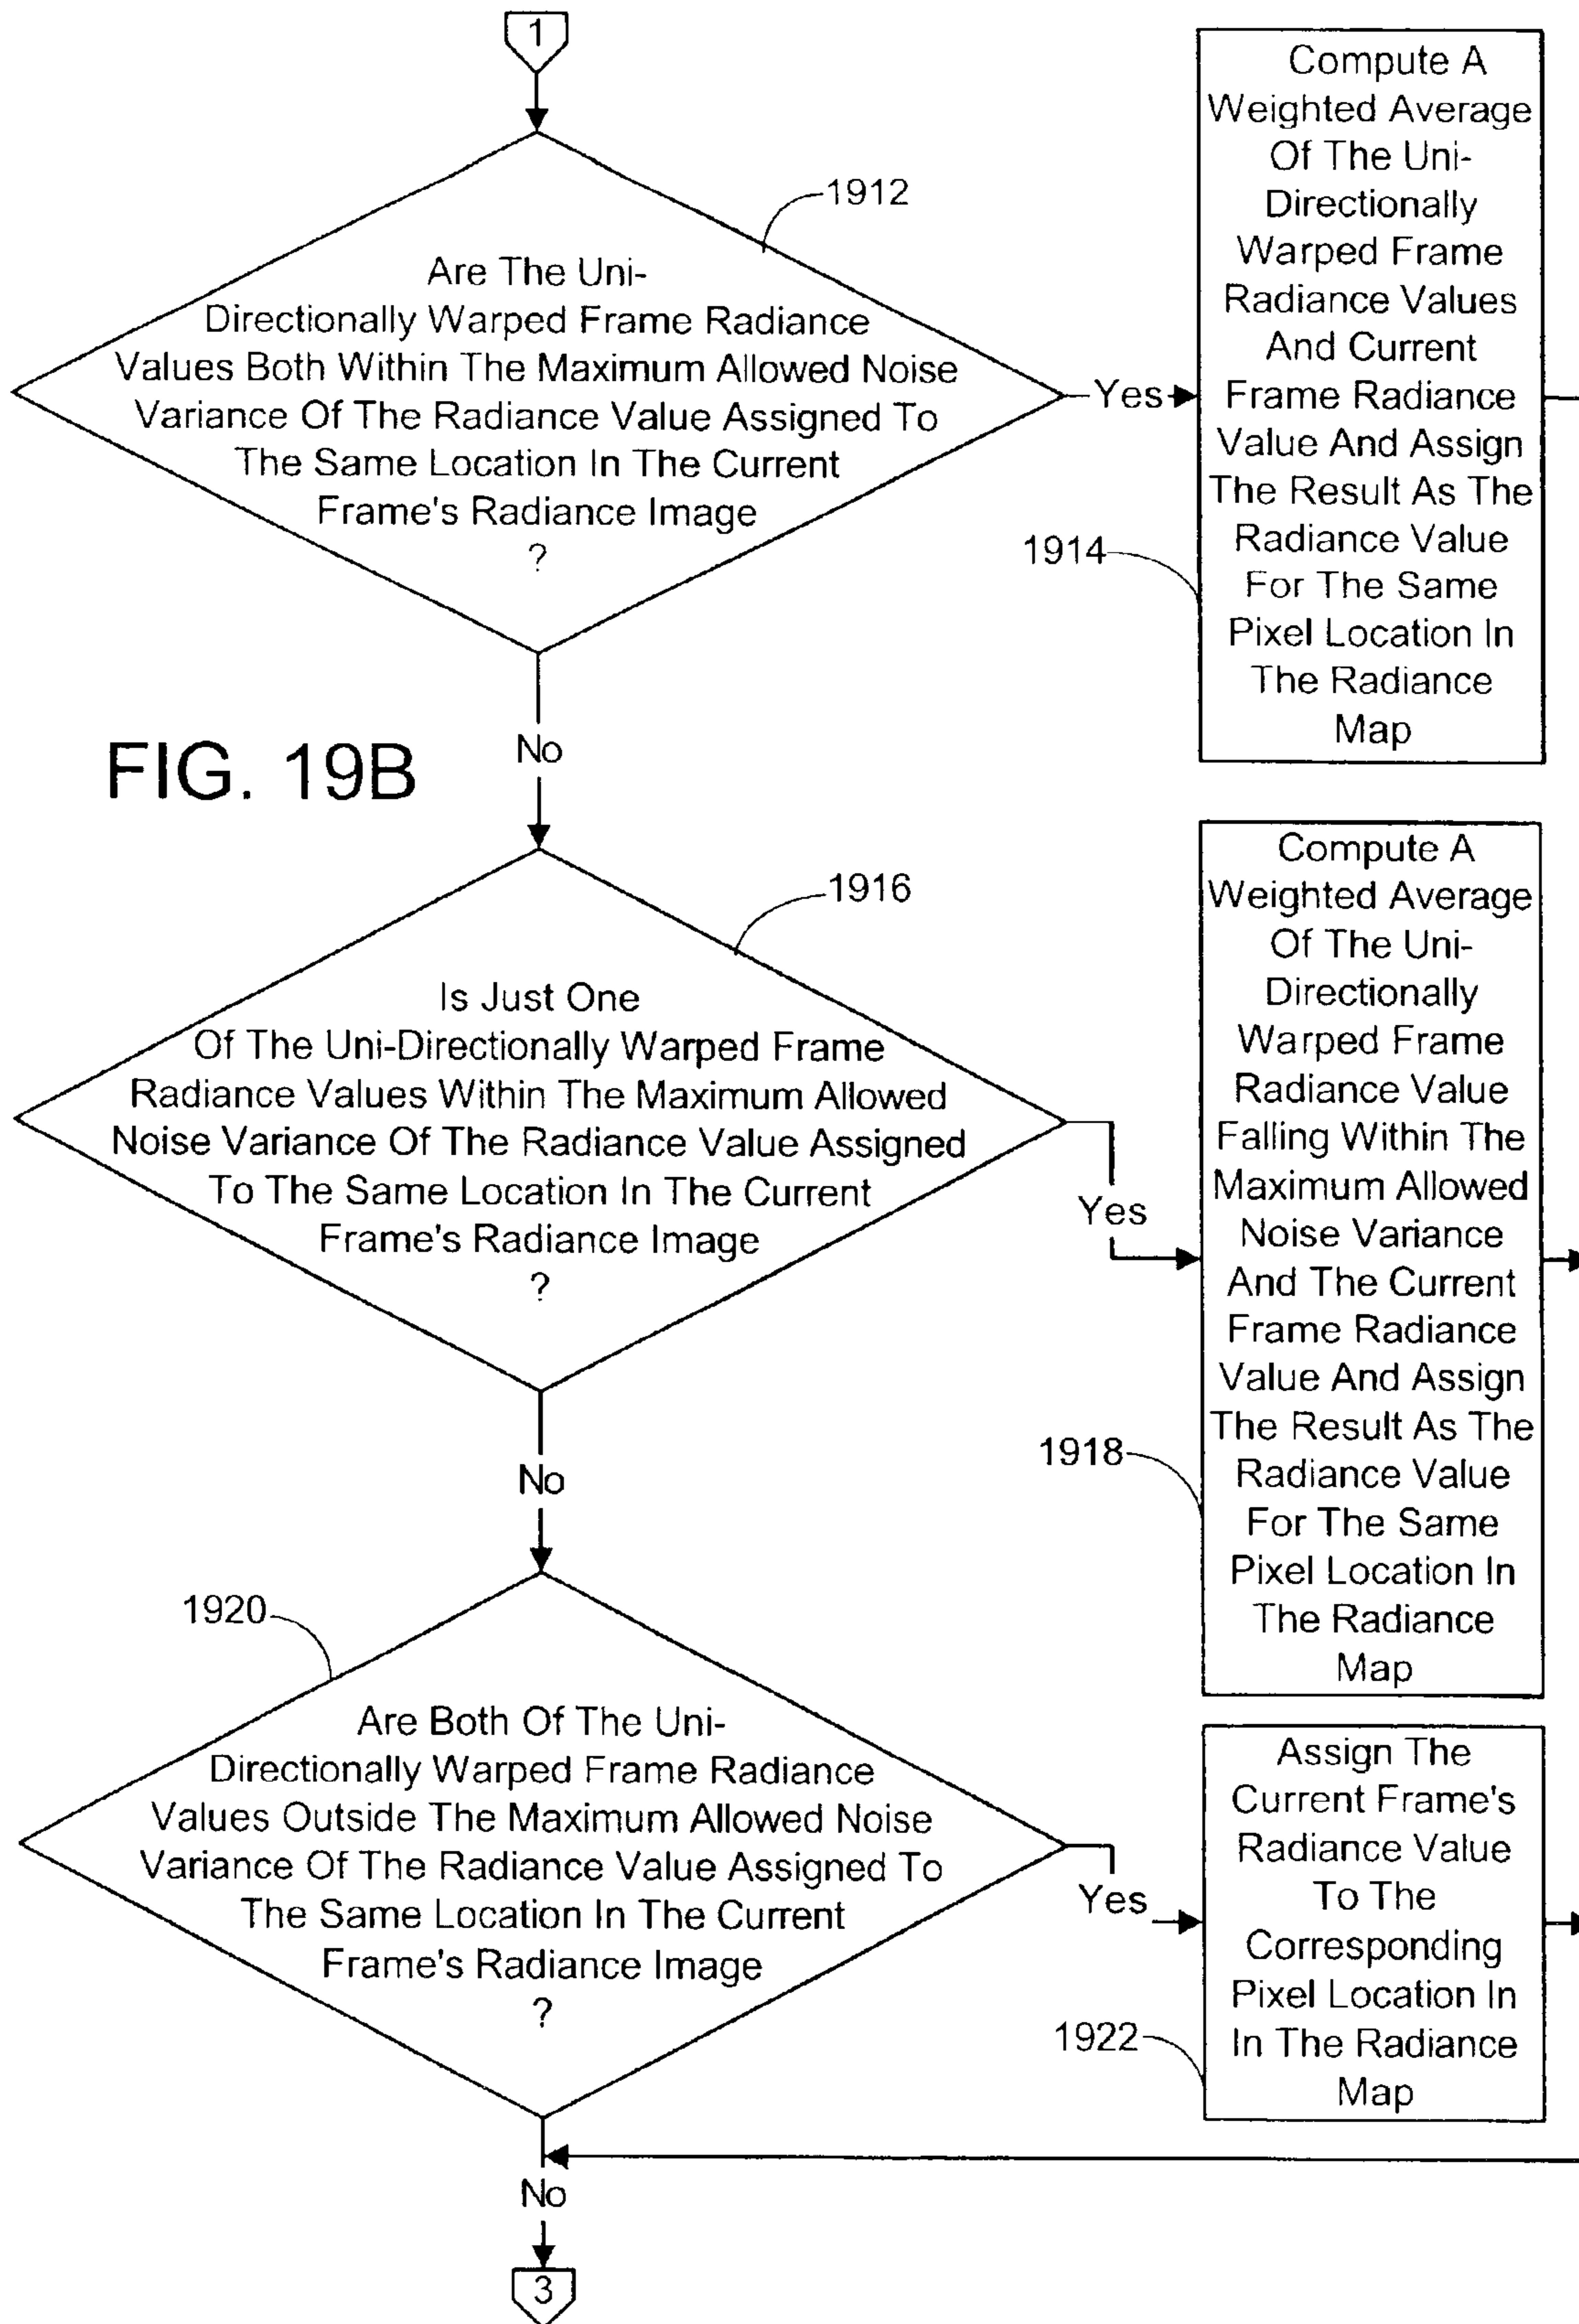 1
1912
Are The Uni-
Directionally Warped Frame Radiance
Values Both Within The Maximum Allowed Noise
Variance Of The Radiance Value Assigned To
The Same Location In The Current
Frame's Radiance Image
?
Yes
Compute A
Weighted Average
Of The Uni-
Directionally
Warped Frame
Radiance Values
And Current
Frame Radiance
Value And Assign
The Result As The
Radiance Value
For The Same
Pixel Location In
The Radiance
Map
1914
No
FIG. 19B
1916
Is Just One
Of The Uni-Directionally Warped Frame
Radiance Values Within The Maximum Allowed
Noise Variance Of The Radiance Value Assigned
To The Same Location In The Current
Frame's Radiance Image
?
Yes
Compute A
Weighted Average
Of The Uni-
Directionally
Warped Frame
Radiance Value
Falling Within The
Maximum Allowed
Noise Variance
And The Current
Frame Radiance
Value And Assign
The Result As The
Radiance Value
For The Same
Pixel Location In
The Radiance
Map
1918
No
1920
Are Both Of The Uni-
Directionally Warped Frame Radiance
Values Outside The Maximum Allowed Noise
Variance Of The Radiance Value Assigned To
The Same Location In The Current
Frame's Radiance Image
?
Yes
Assign The
Current Frame's
Radiance Value
To The
Corresponding
Pixel Location In
In The Radiance
Map
1922
No
3